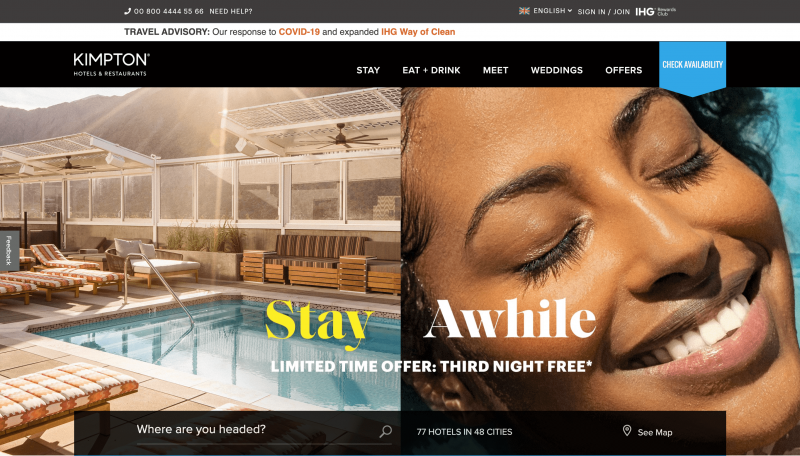 00 800 4444 55 66 NEED HELP?
ENGLISH
SIGN IN / JOIN
IHG® Rewards Club
TRAVEL ADVISORY: Our response to COVID-19 and expanded IHG Way of Clean
KIMPTON®
HOTELS & RESTAURANTS
STAY
EAT + DRINK
MEET
WEDDINGS
OFFERS
CHECK AVAILABILITY
Feedback
Stay Awhile
LIMITED TIME OFFER: THIRD NIGHT FREE*
Where are you headed?
77 HOTELS IN 48 CITIES
See Map